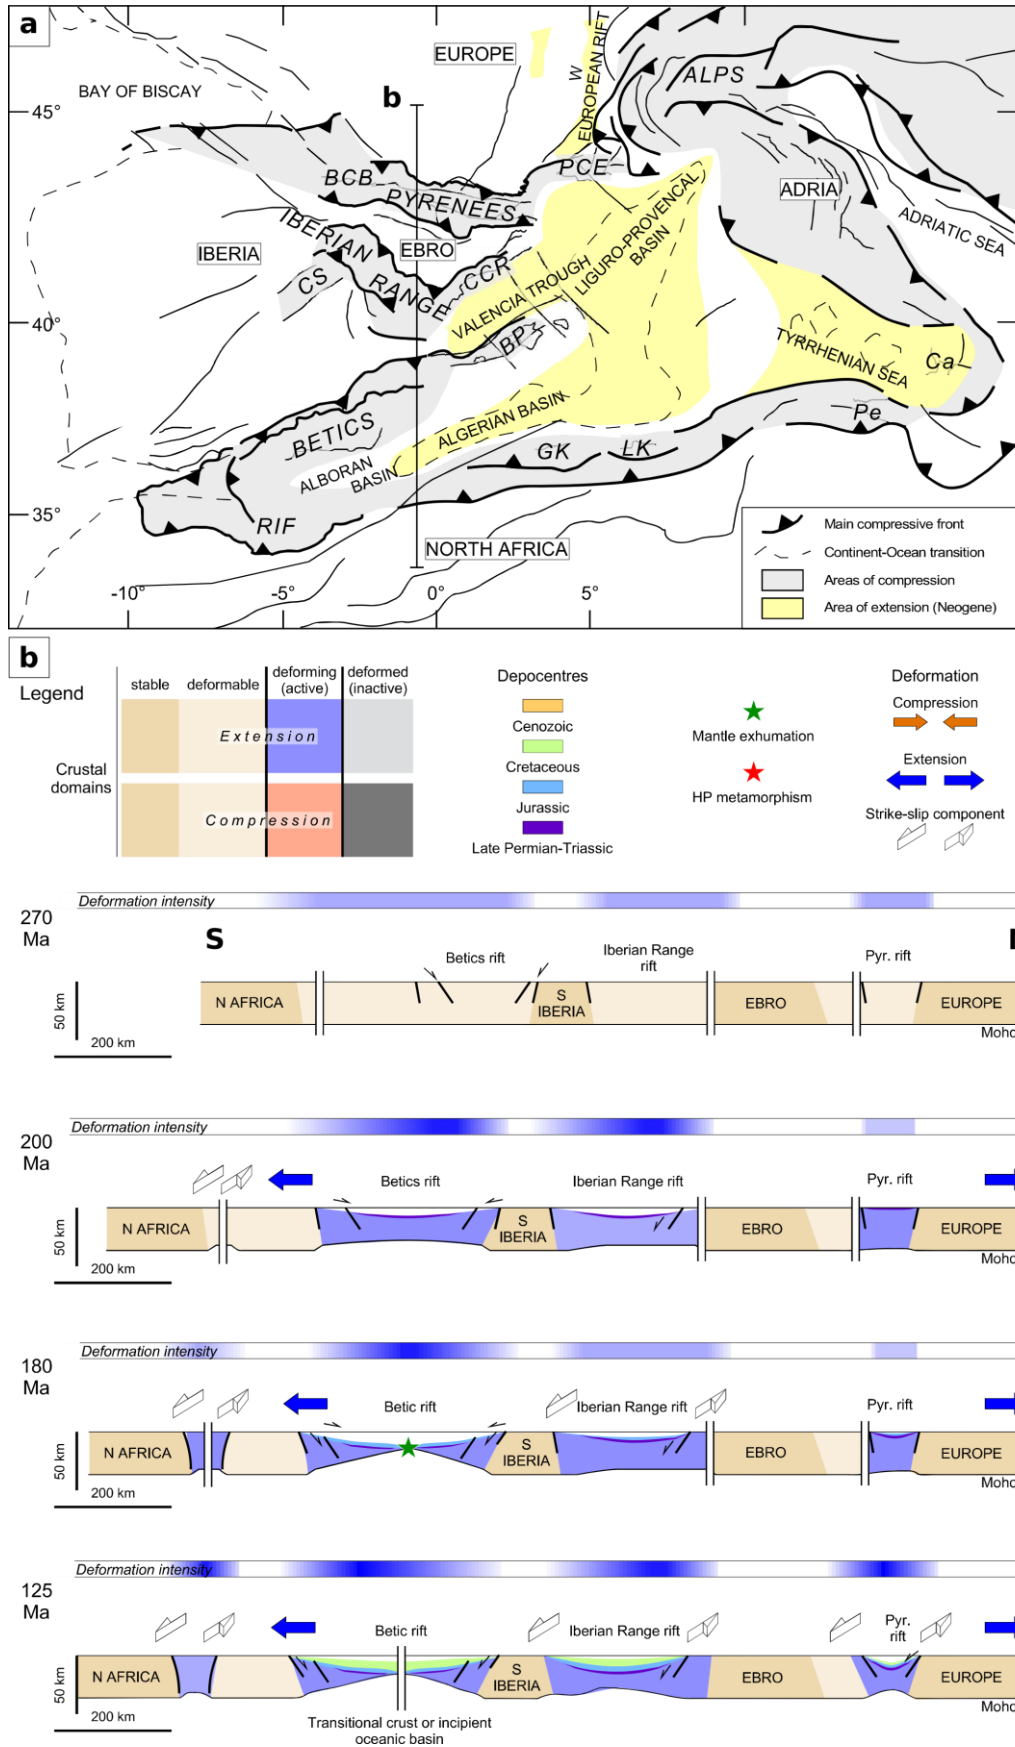 a
EUROPE
W
EUROPEAN RIFT
ALPS
BAY OF BISCAY
45°
b
PCE
BCB
PYRENEES
ADRIA
ADRIATIC SEA
IBERIA
IBERIAN
RANGE
EBRO
CS
CCR
LIGURO-PROVENCAL
BASIN
VALENCIA TROUGH
40°
BP
TYRRHENIAN SEA
Ca
BETICS
ALGERIAN BASIN
Pe
ALBORAN
BASIN
GK
LK
35°
RIF
NORTH AFRICA
-10°
-5°
0°
5°
Main compressive front
Continent-Ocean transition
Areas of compression
Area of extension (Neogene)
b
Legend
stable
deformable
deforming
(active)
deformed
(inactive)
Extension
Crustal
domains
Compression
Depocentres
Cenozoic
Cretaceous
Jurassic
Late Permian-Triassic
Mantle exhumation
HP metamorphism
Deformation
Compression
Extension
Strike-slip component
Deformation intensity
270
Ma
S
Betics rift
Iberian Range
rift
Pyr. rift
50 km
N AFRICA
S
IBERIA
EBRO
EUROPE
Moho
200 km
Deformation intensity
200
Ma
Betics rift
Iberian Range rift
Pyr. rift
50 km
N AFRICA
S
IBERIA
EBRO
EUROPE
Moho
200 km
Deformation intensity
180
Ma
Betic rift
Iberian Range rift
Pyr. rift
50 km
N AFRICA
S
IBERIA
EBRO
EUROPE
Moho
200 km
Deformation intensity
125
Ma
Betic rift
Iberian Range rift
Pyr.
rift
50 km
N AFRICA
S
IBERIA
EBRO
EUROPE
Moho
200 km
Transitional crust or incipient
oceanic basin